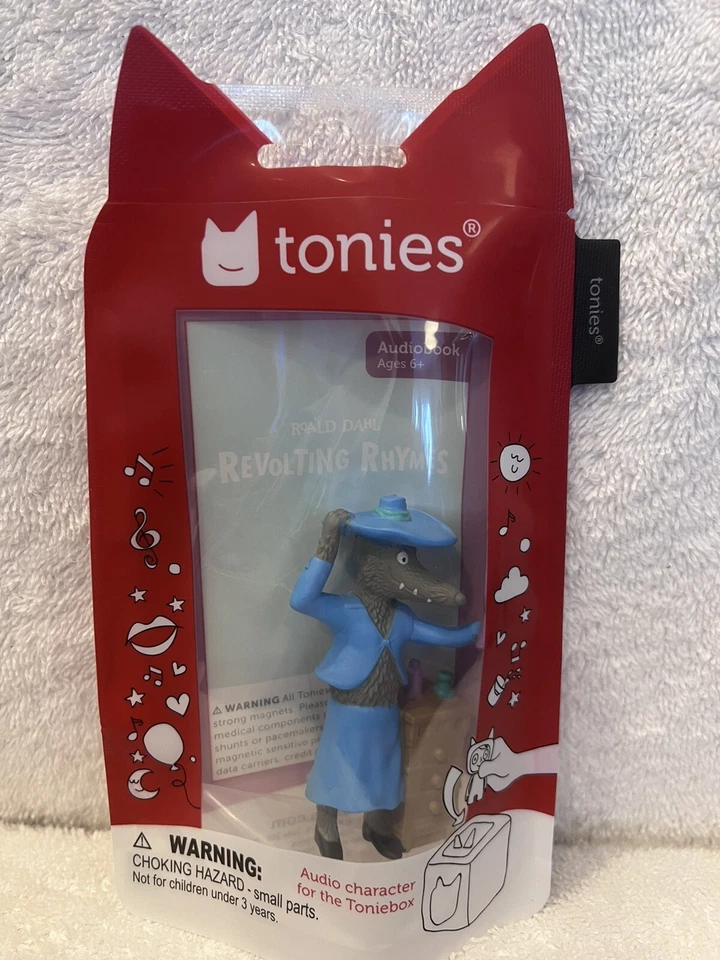 tonies®
tonies®
Audiobook
Ages 6+
ROALD DAHL
REVOLTING RHYMES
⚠ WARNING All Tonies
strong magnets. Please
medical components
shunts or pacemakers
magnetic sensitive
data carriers, credit
⚠ WARNING:
CHOKING HAZARD - small parts.
Not for children under 3 years.
Audio character
for the Toniebox